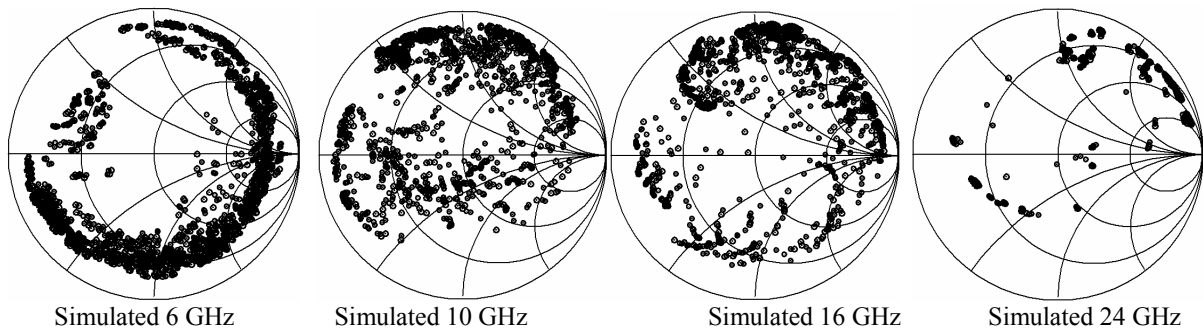 Simulated 6 GHz
Simulated 10 GHz
Simulated 16 GHz
Simulated 24 GHz